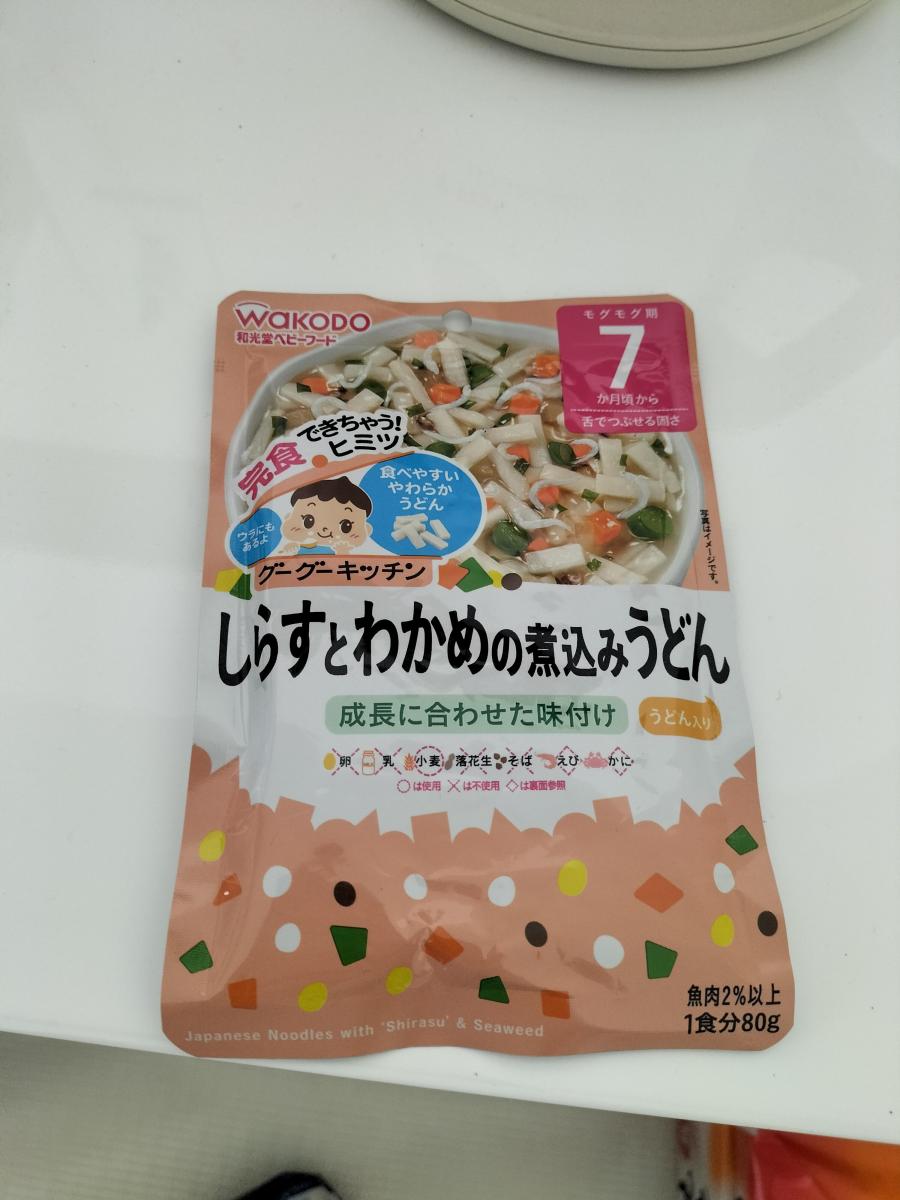 WAKODO
和光堂ベビーフード
モグモグ期
7
か月頃から
舌でつぶせる固さ
完食できちゃう!
ヒミツ
食べやすい
やわらか
うどん
ウラにも
あるよ
グーグーキッチン
写真はイメージです。
しらすとわかめの煮込みうどん
成長に合わせた味付け
うどん入り
卵 乳 小麦 落花生 そば えび かに
○は使用 ×は不使用 ◇は裏面参照
魚肉2%以上
1食分80g
Japanese Noodles with 'Shirasu' & Seaweed